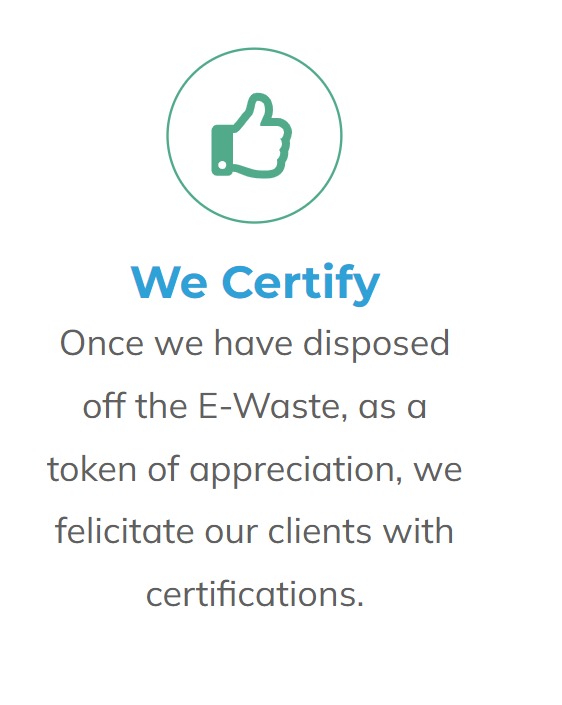 We Certify
Once we have disposed
off the E-Waste, as a
token of appreciation, we
felicitate our clients with
certifications.